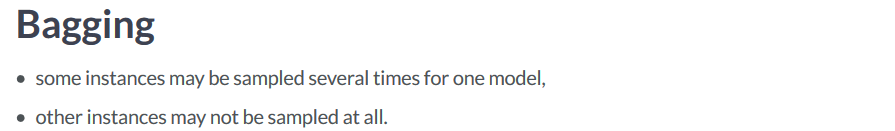 Bagging
• some instances may be sampled several times for one model,
• other instances may not be sampled at all.